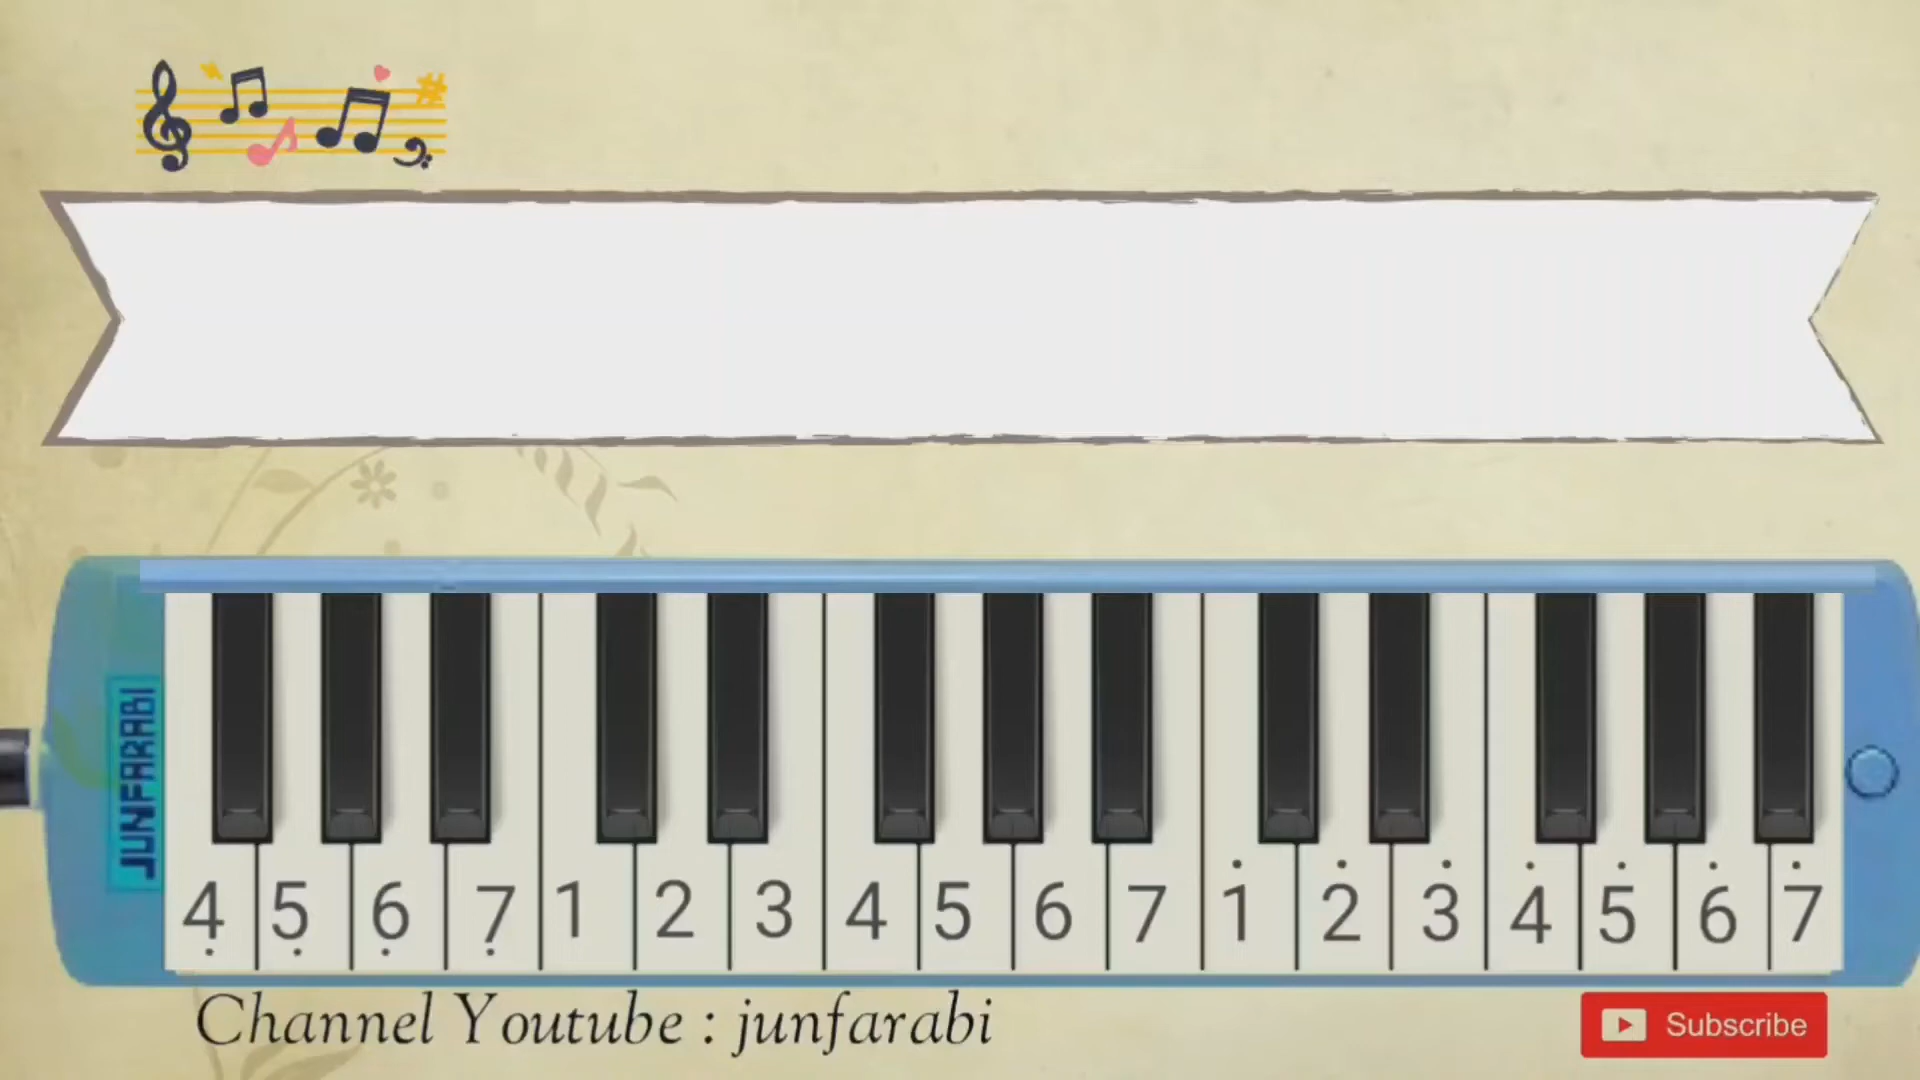 JUNFARABI
4̣ 5̣ 6̣ 7̣ 1 2 3 4 5 6 7 1̇ 2̇ 3̇ 4̇ 5̇ 6̇ 7̇
Channel Youtube : junfarabi
Subscribe